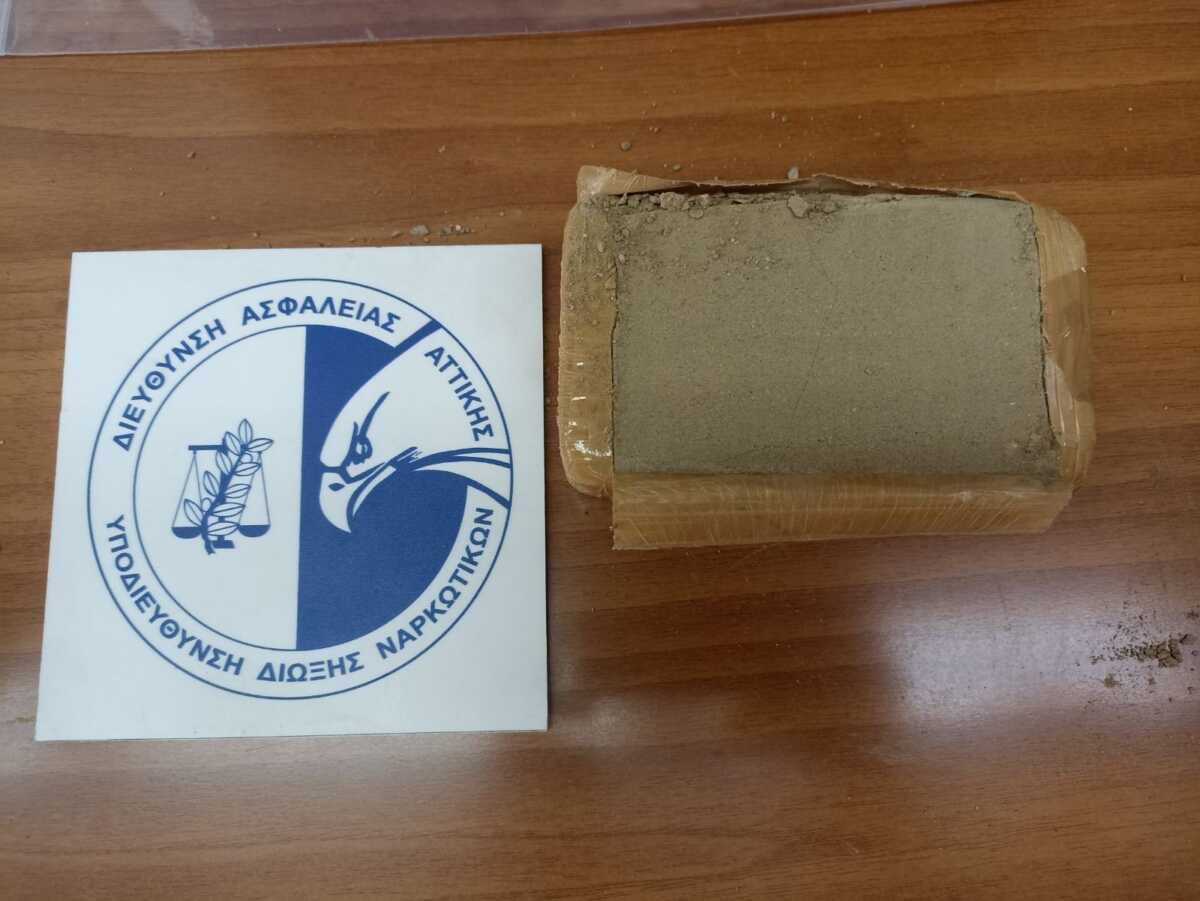 ΔΙΕΥΘΥΝΣΗ ΑΣΦΑΛΕΙΑΣ ΑΤΤΙΚΗΣ
ΥΠΟΔΙΕΥΘΥΝΣΗ ΔΙΩΞΗΣ ΝΑΡΚΩΤΙΚΩΝ